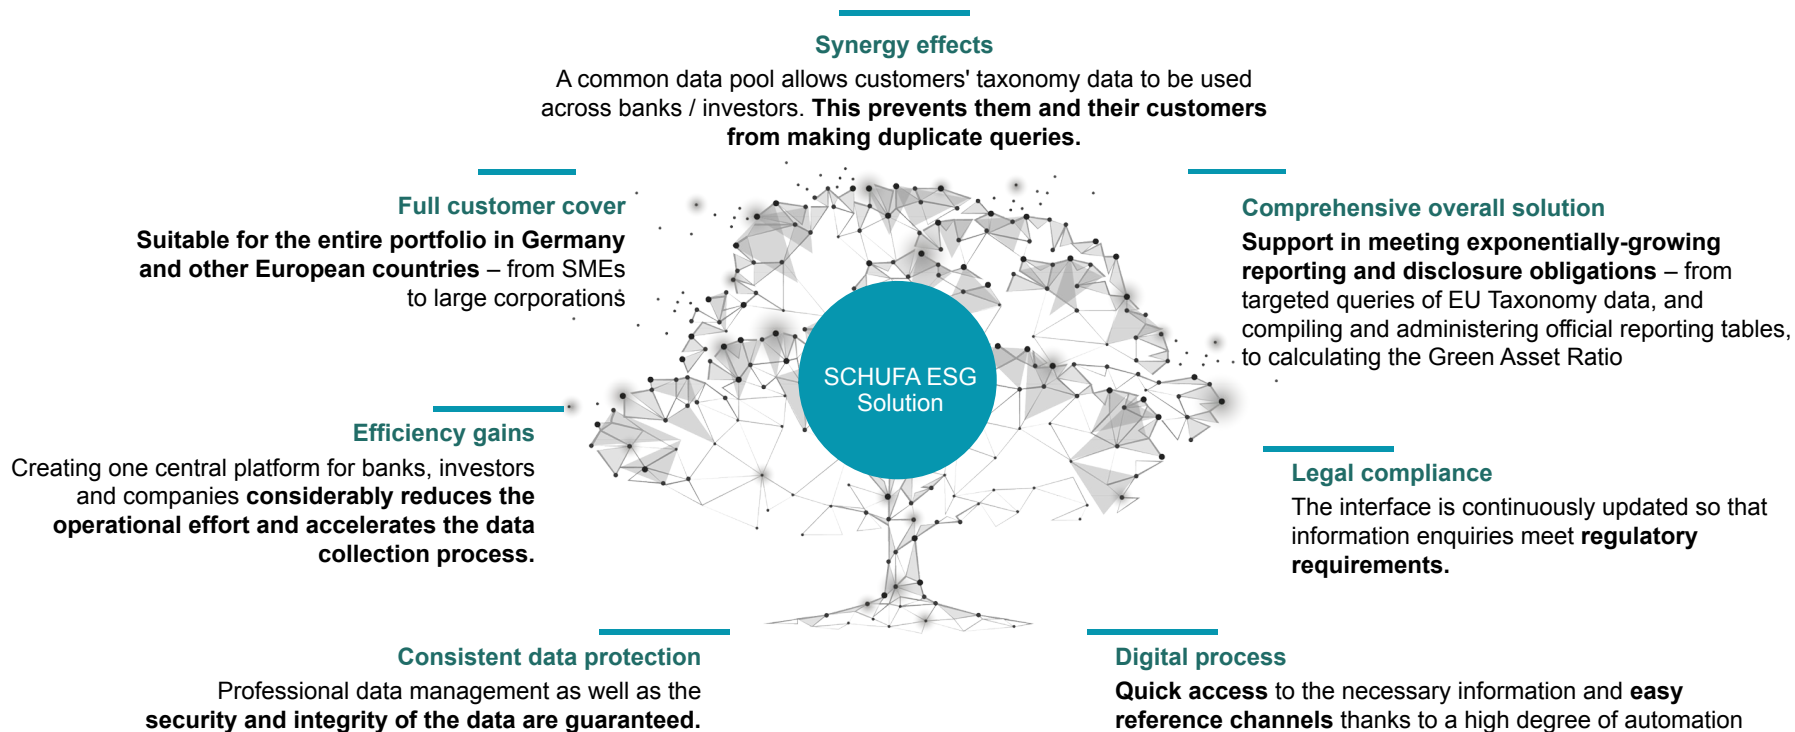 Synergy effects
A common data pool allows customers' taxonomy data to be used
across banks / investors. This prevents them and their customers
from making duplicate queries.
Full customer cover
Suitable for the entire portfolio in Germany
and other European countries – from SMEs
to large corporations
Comprehensive overall solution
Support in meeting exponentially-growing
reporting and disclosure obligations – from
targeted queries of EU Taxonomy data, and
compiling and administering official reporting tables,
to calculating the Green Asset Ratio
SCHUFA ESG
Solution
Efficiency gains
Creating one central platform for banks, investors
and companies considerably reduces the
operational effort and accelerates the data
collection process.
Legal compliance
The interface is continuously updated so that
information enquiries meet regulatory
requirements.
Consistent data protection
Professional data management as well as the
security and integrity of the data are guaranteed.
Digital process
Quick access to the necessary information and easy
reference channels thanks to a high degree of automation